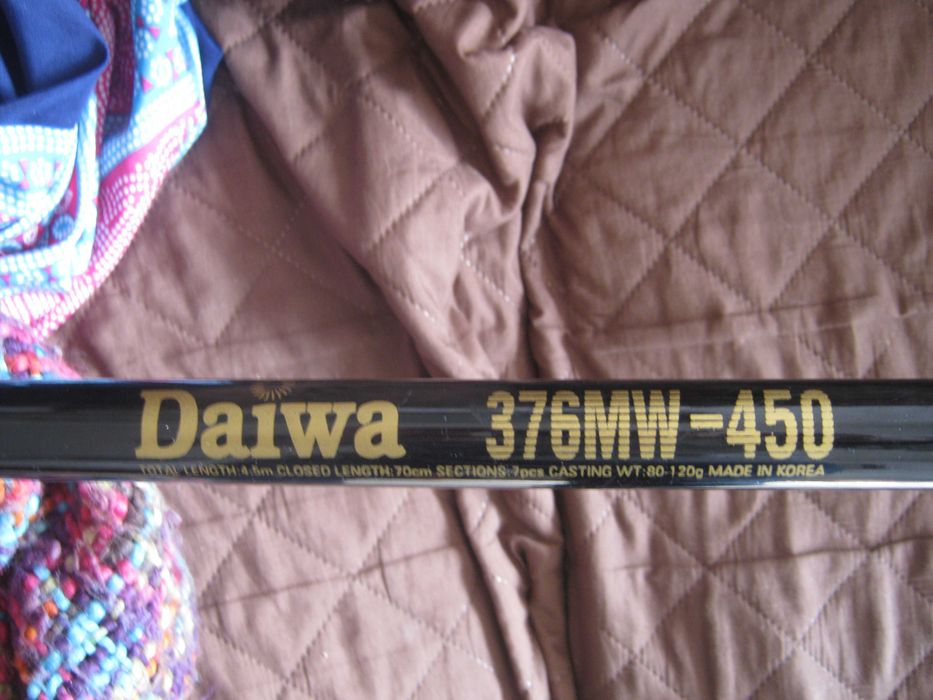 Daiwa 376MW-450
TOTAL LENGTH:4.5m CLOSED LENGTH:70cm SECTIONS:7pcs CASTING WT:80-120g MADE IN KOREA